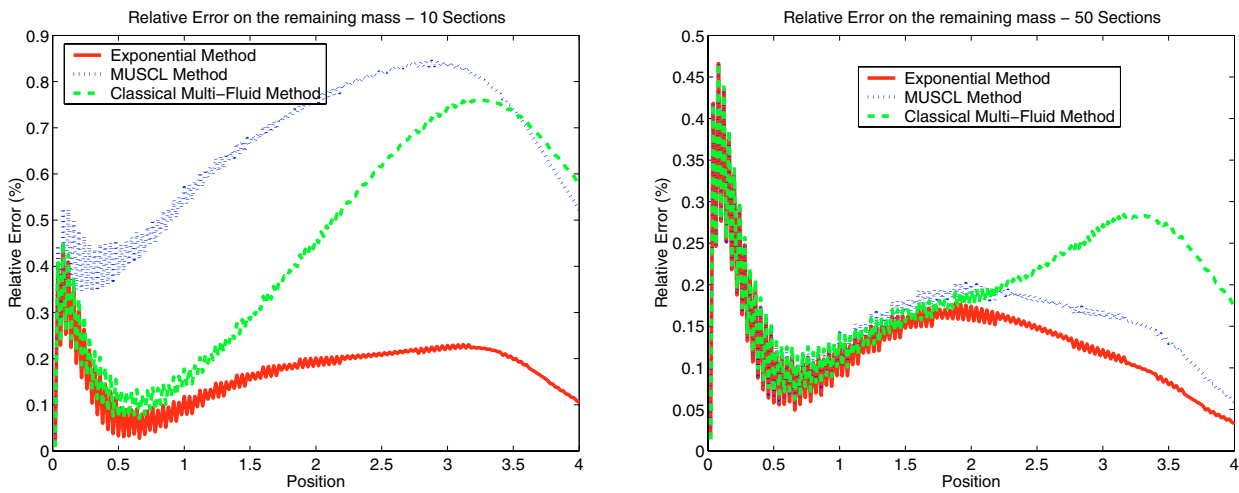 Relative Error on the remaining mass – 10 Sections
Relative Error (%)
0.9
0.8
0.7
0.6
0.5
0.4
0.3
0.2
0.1
0
Exponential Method
MUSCL Method
Classical Multi-Fluid Method
0 0.5 1 1.5 2 2.5 3 3.5 4
Position
Relative Error on the remaining mass – 50 Sections
Relative Error (%)
0.5
0.45
0.4
0.35
0.3
0.25
0.2
0.15
0.1
0.05
0
Exponential Method
MUSCL Method
Classical Multi-Fluid Method
0 0.5 1 1.5 2 2.5 3 3.5 4
Position